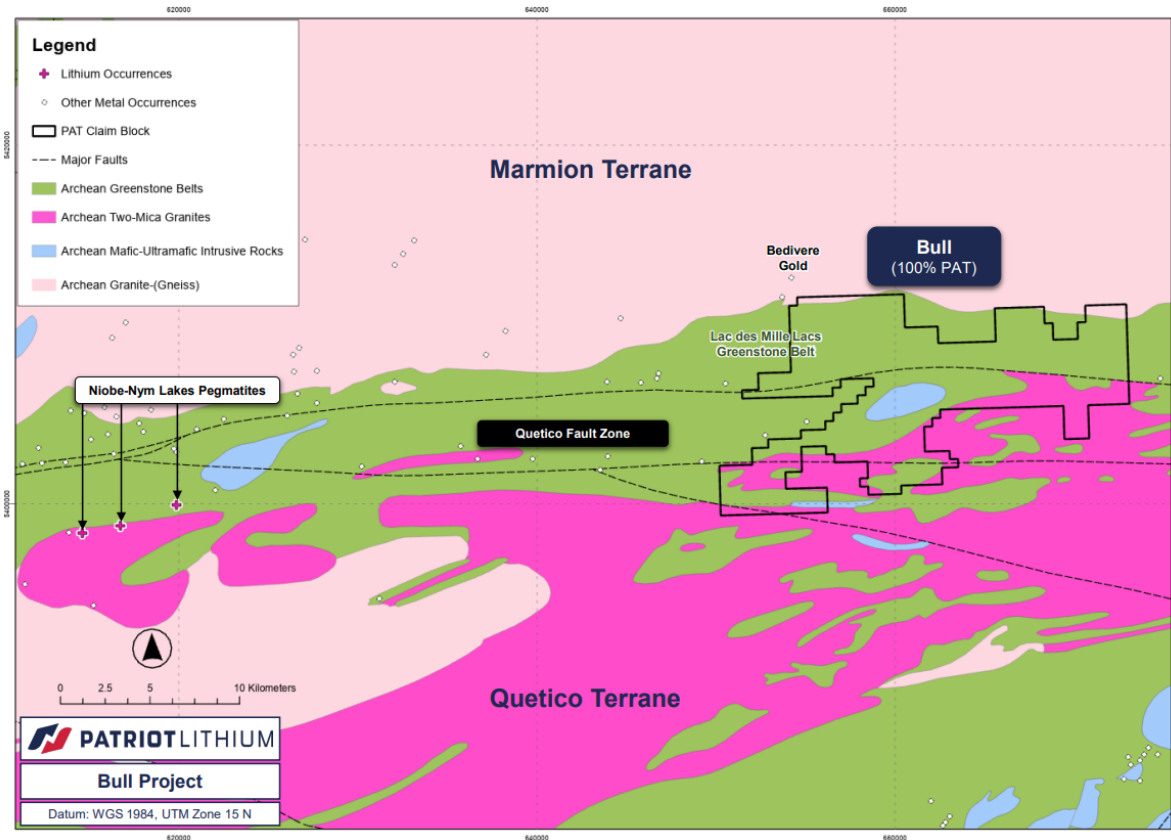 620000
640000
660000
Legend
Lithium Occurrences
Other Metal Occurrences
PAT Claim Block
Major Faults
Archean Greenstone Belts
Archean Two-Mica Granites
Archean Mafic-Ultramafic Intrusive Rocks
Archean Granite-(Gneiss)
5420000
Marmion Terrane
Bedivere
Gold
Bull
(100% PAT)
Lac des Mille Lacs
Greenstone Belt
Niobe-Nym Lakes Pegmatites
Quetico Fault Zone
5400000
0 2.5 5 10 Kilometers
Quetico Terrane
PATRIOTLITHIUM
Bull Project
Datum: WGS 1984, UTM Zone 15 N
620000
640000
660000